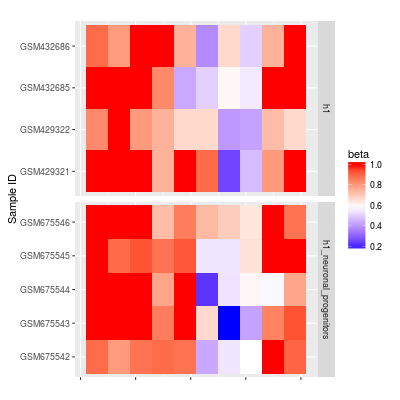 GSM432686
GSM432685
GSM429322
GSM429321
h1
GSM675546
GSM675545
GSM675544
GSM675543
GSM675542
h1_neuronal_progenitors
Sample ID
beta
1.0
0.8
0.6
0.4
0.2